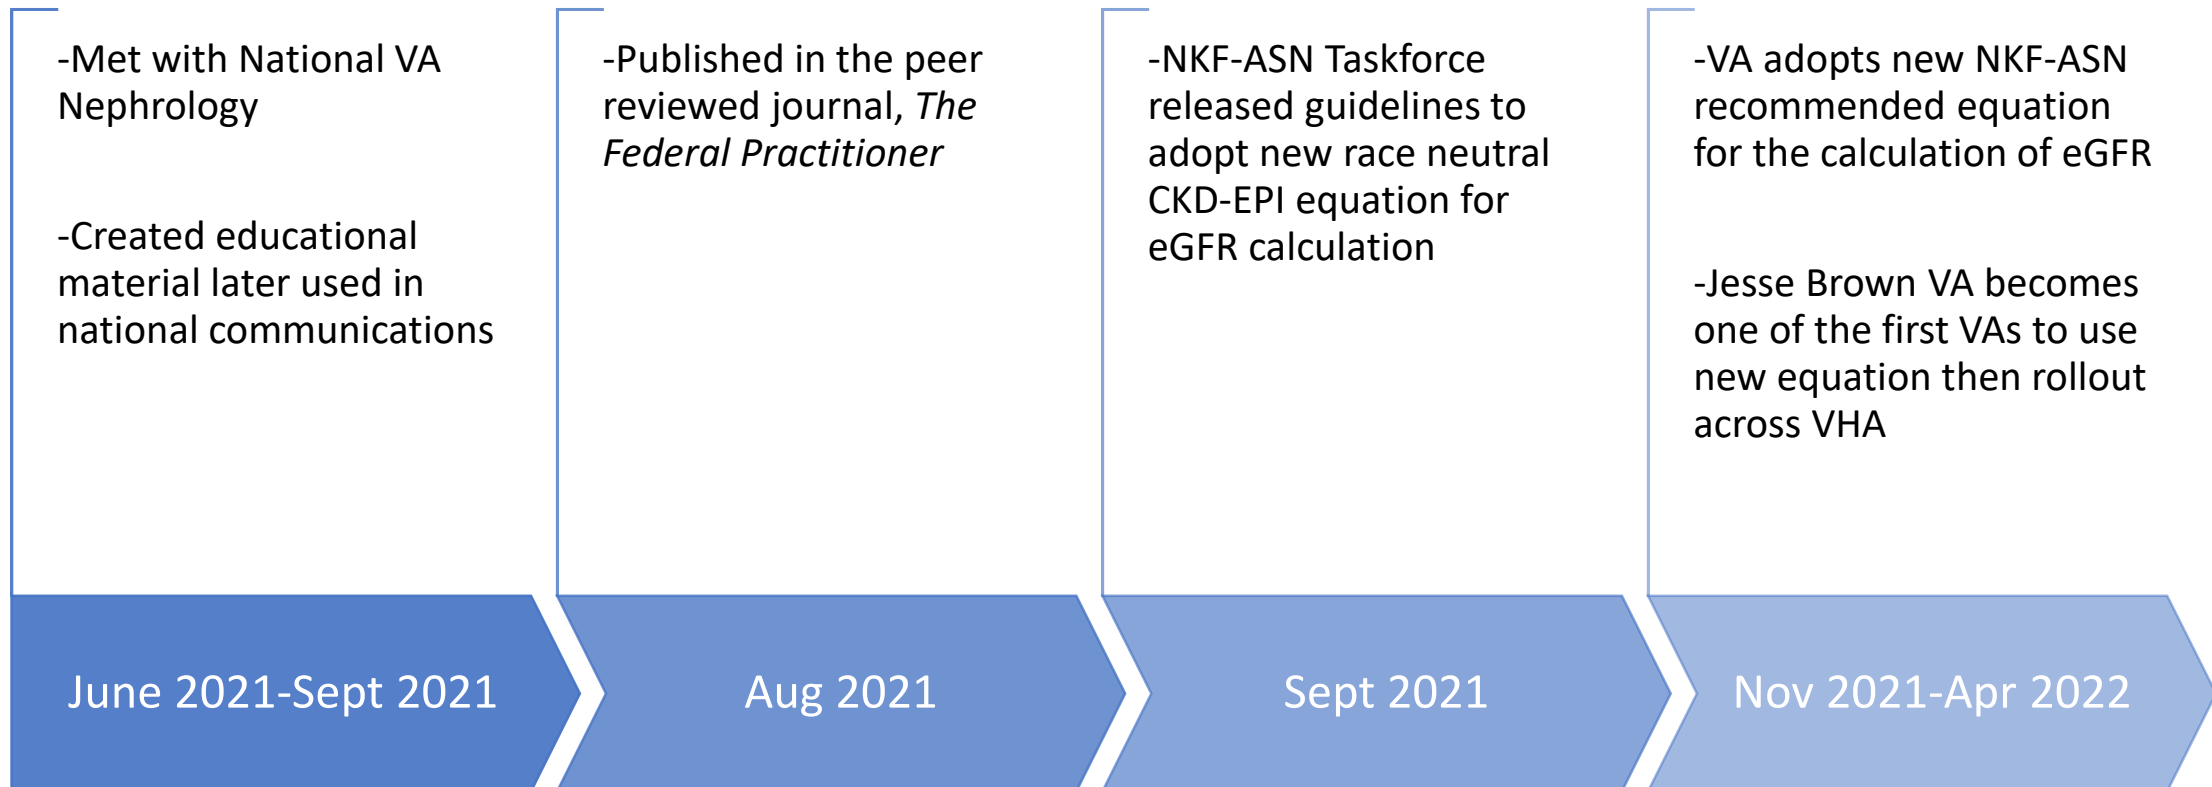 -Met with National VA
Nephrology
-Created educational
material later used in
national communications
June 2021-Sept 2021
-Published in the peer
reviewed journal, The
Federal Practitioner
Aug 2021
-NKF-ASN Taskforce
released guidelines to
adopt new race neutral
CKD-EPI equation for
eGFR calculation
Sept 2021
-VA adopts new NKF-ASN
recommended equation
for the calculation of eGFR
-Jesse Brown VA becomes
one of the first VAs to use
new equation then rollout
across VHA
Nov 2021-Apr 2022